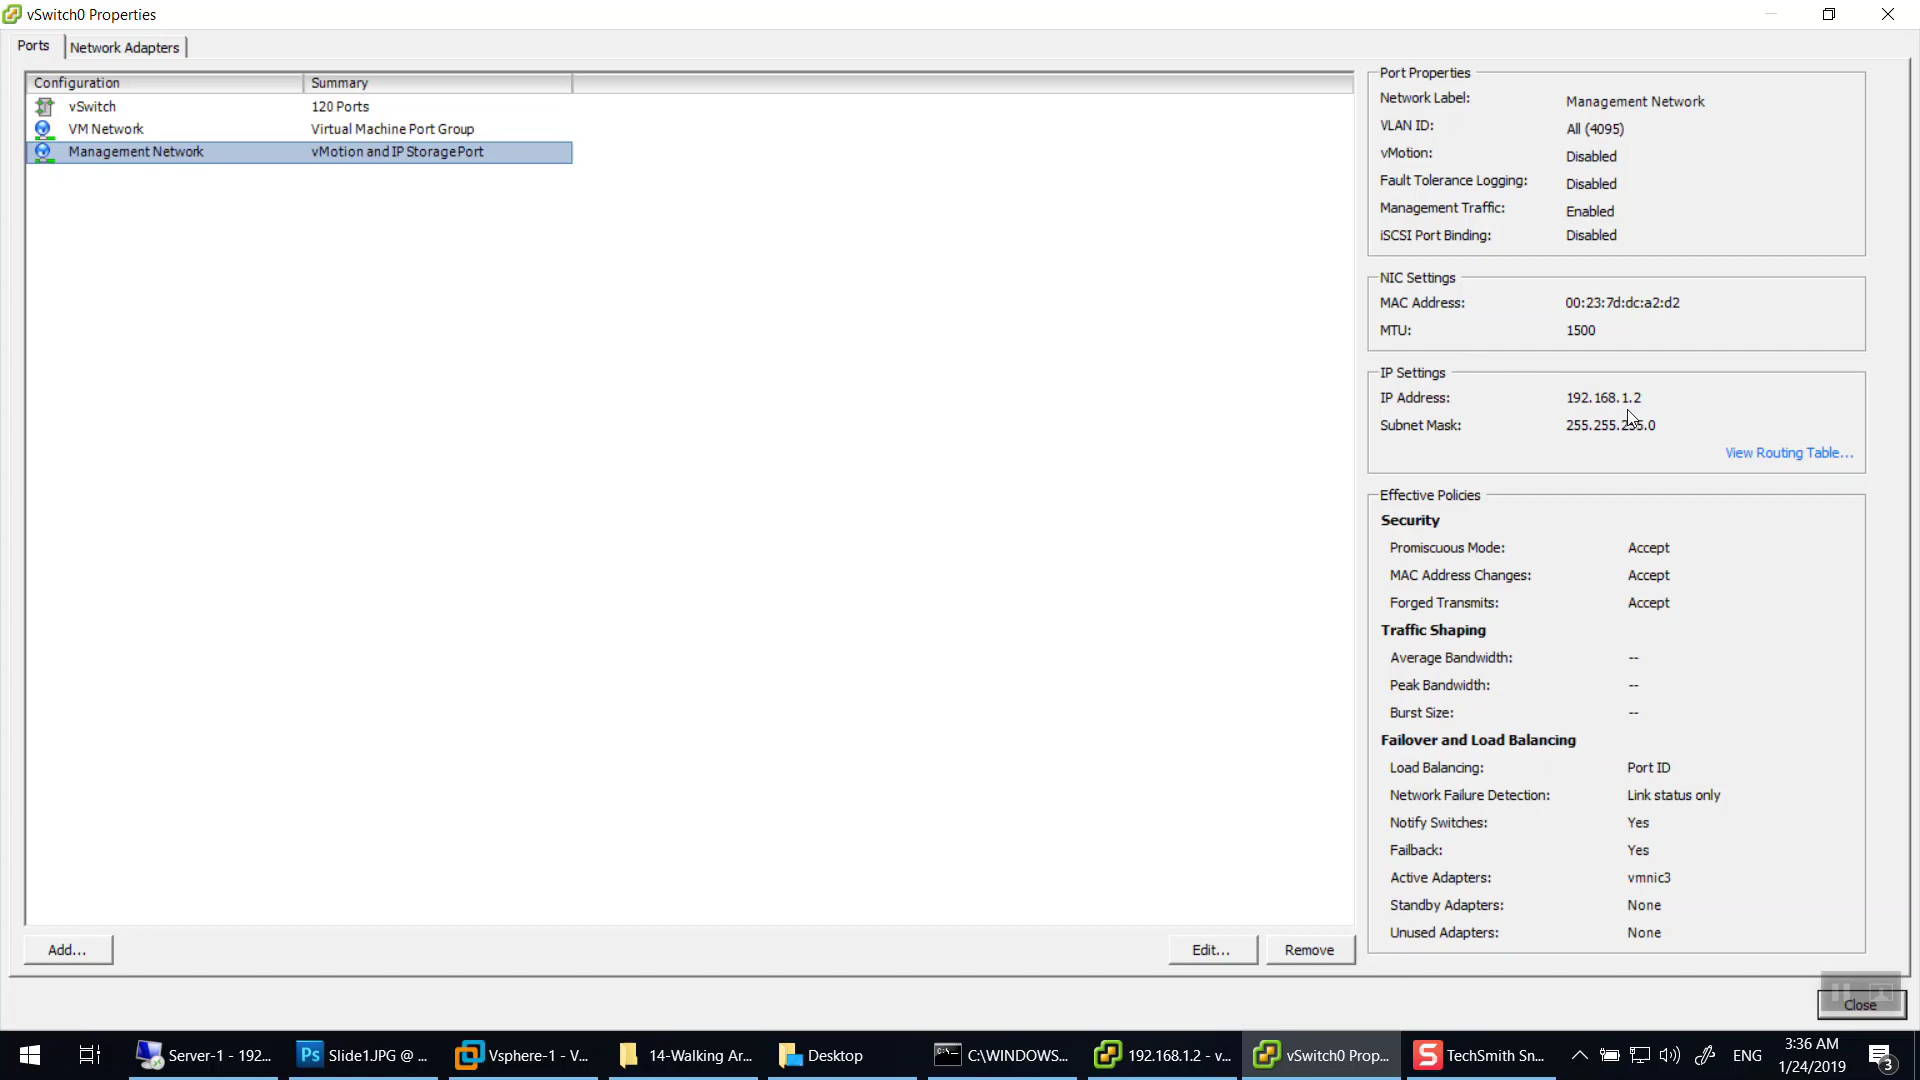 vSwitch0 Properties
Ports
Network Adapters
Configuration Summary
vSwitch 120 Ports
VM Network Virtual Machine Port Group
Management Network vMotion and IP Storage Port
Add...
Edit...
Remove
Port Properties
Network Label: Management Network
VLAN ID: All (4095)
vMotion: Disabled
Fault Tolerance Logging: Disabled
Management Traffic: Enabled
iSCSI Port Binding: Disabled
NIC Settings
MAC Address: 00:23:7d:dc:a2:d2
MTU: 1500
IP Settings
IP Address: 192.168.1.2
Subnet Mask: 255.255.255.0
View Routing Table...
Effective Policies
Security
Promiscuous Mode: Accept
MAC Address Changes: Accept
Forged Transmits: Accept
Traffic Shaping
Average Bandwidth: --
Peak Bandwidth: --
Burst Size: --
Failover and Load Balancing
Load Balancing: Port ID
Network Failure Detection: Link status only
Notify Switches: Yes
Failback: Yes
Active Adapters: vmnic3
Standby Adapters: None
Unused Adapters: None
Close
Server-1 - 192...
Ps Slide1.JPG @ ...
Vsphere-1 - V...
14-Walking Ar...
Desktop
C:\WINDOWS...
192.168.1.2 - v...
vSwitch0 Prop...
S TechSmith Sn...
ENG
3:36 AM
1/24/2019
3